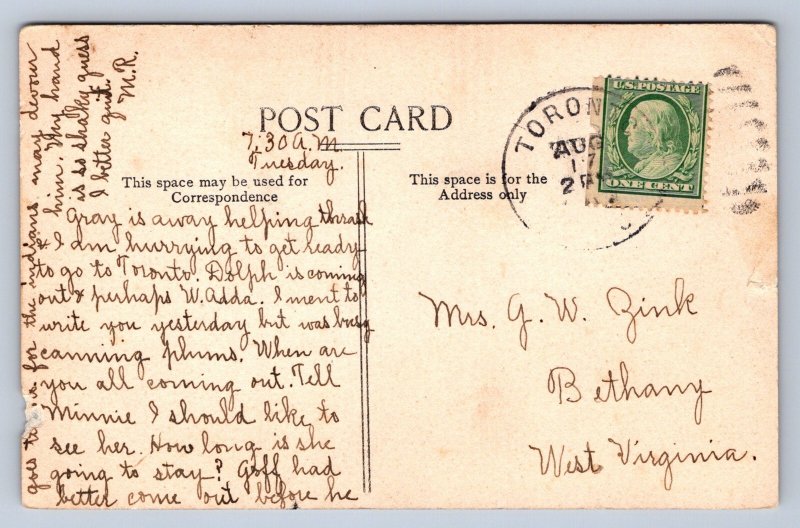 POST CARD
7:30 A.M.
Tuesday.
This space may be used for
Correspondence
This space is for the
Address only
Gray is away helping thrash
& I am hurrying to get ready
to go to Toronto. Dolph is coming
out & perhaps W. Adda. I ment to
write you yesterday but was busy
canning plums. When are
you all coming out. Tell
Minnie I should like to
see her. How long is she
going to stay? Goff had
better come out before he
goes for the indians may devour
him. My hand
is so shakey guess
I better quit.
M.R.
Mrs. G. W. Zink
Bethany
West Virginia.
TORON
AUG
17
2 P
U.S. POSTAGE
ONE CENT